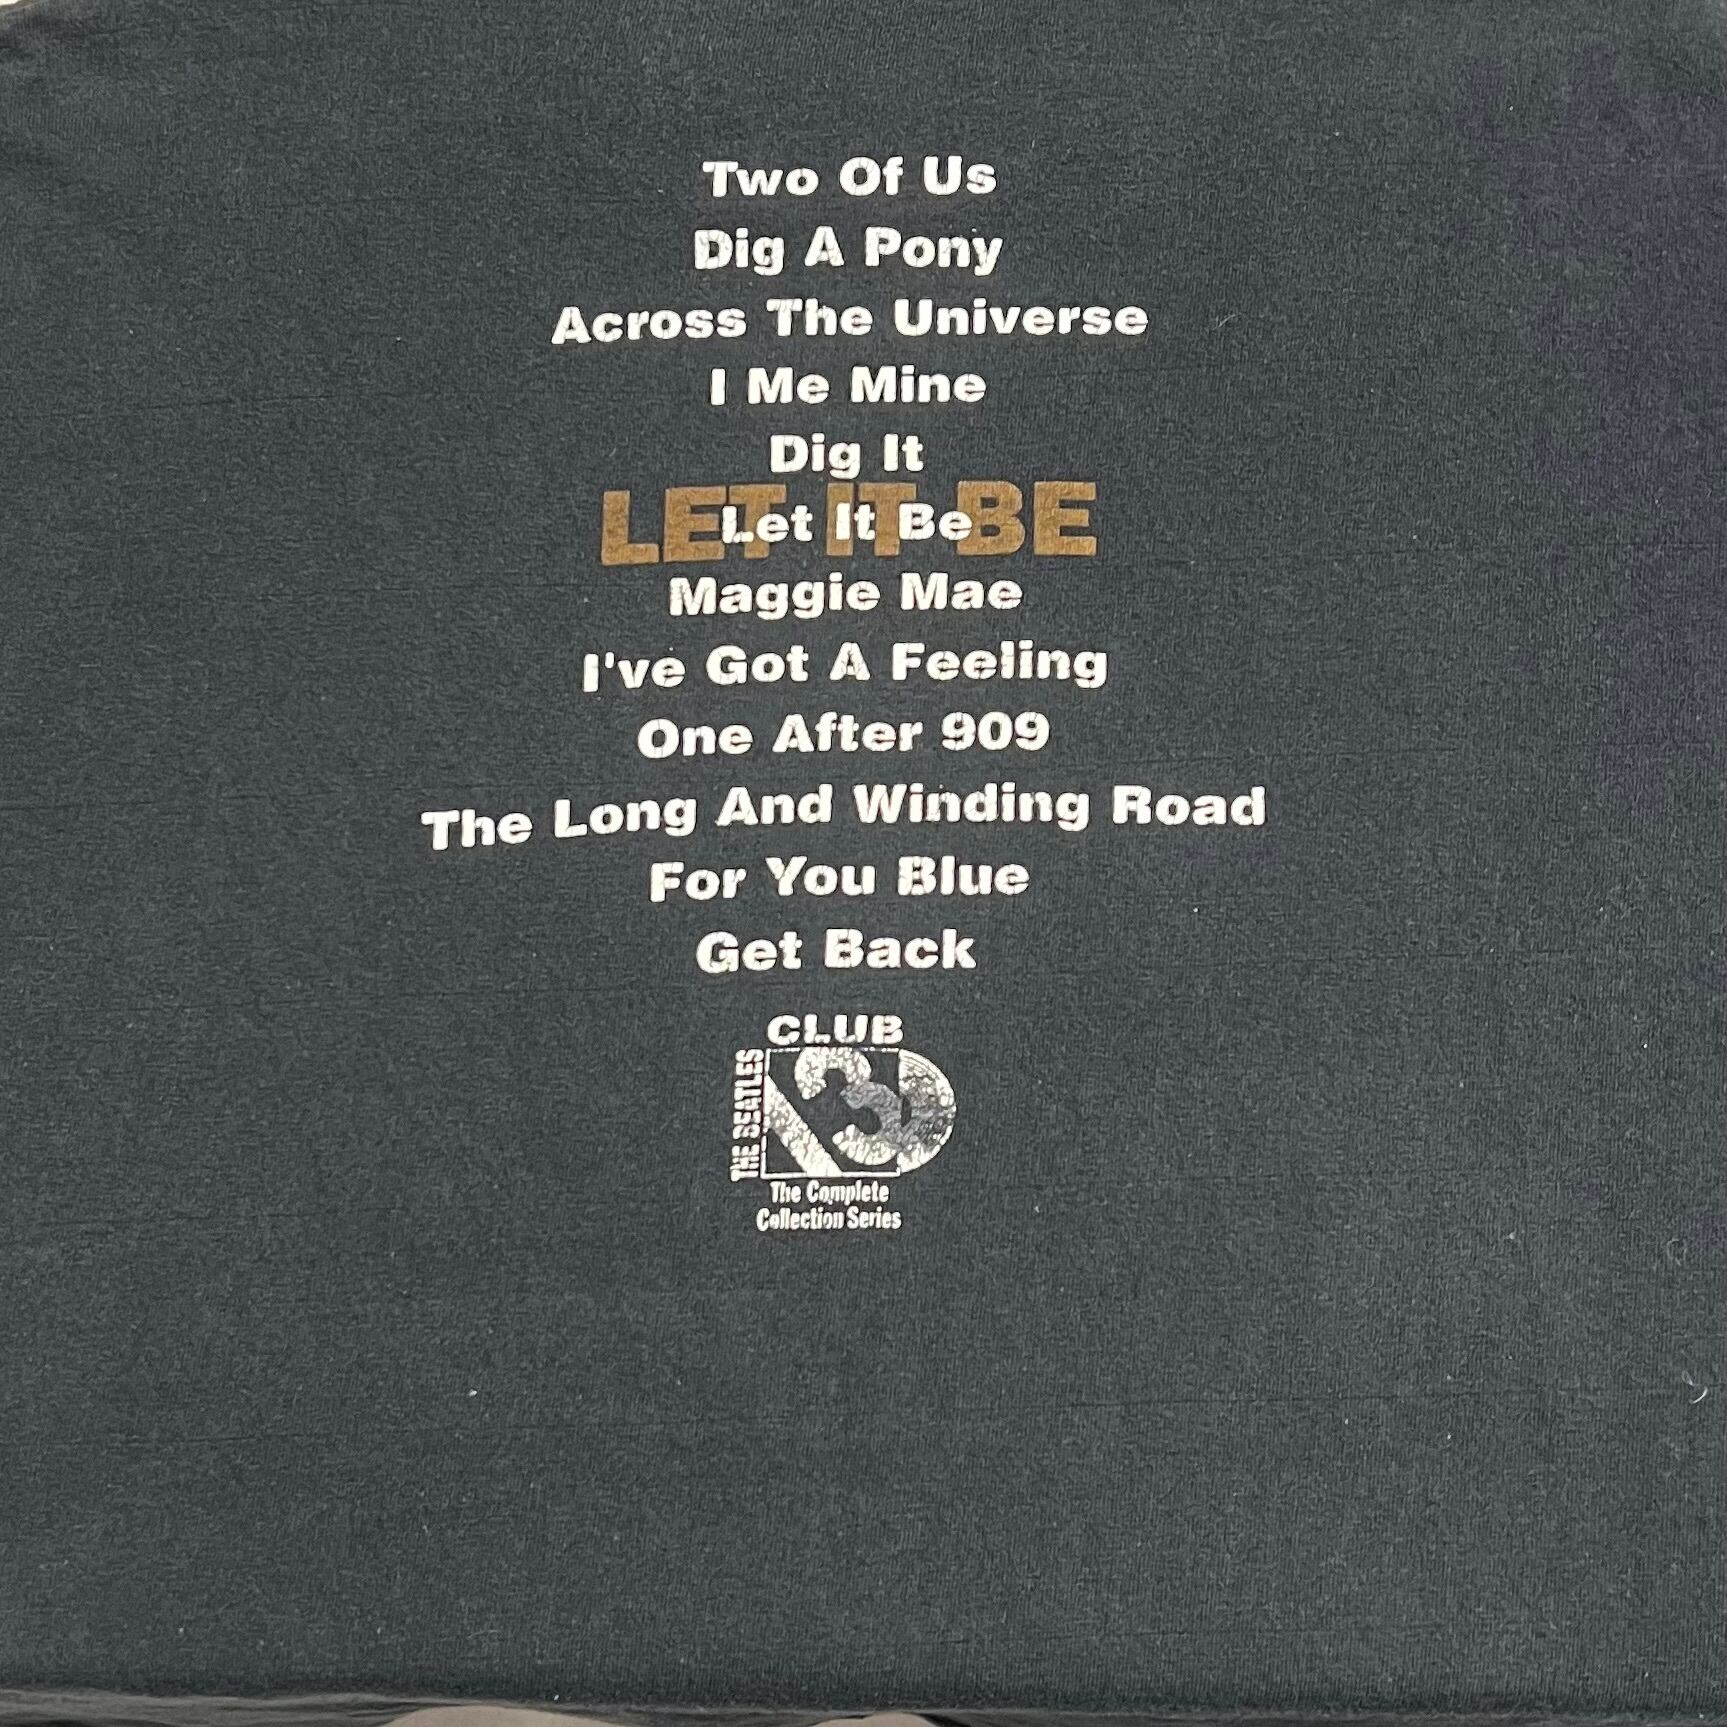 Two Of Us
Dig A Pony
Across The Universe
I Me Mine
Dig It
LET IT BE
Let It Be
Maggie Mae
I've Got A Feeling
One After 909
The Long And Winding Road
For You Blue
Get Back
CLUB
THE BEATLES
13
The Complete
Collection Series